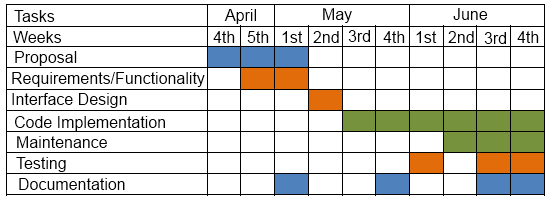 Tasks April May June
Weeks 4th 5th 1st 2nd 3rd 4th 1st 2nd 3rd 4th
Proposal
Requirements/Functionality
Interface Design
Code Implementation
Maintenance
Testing
Documentation